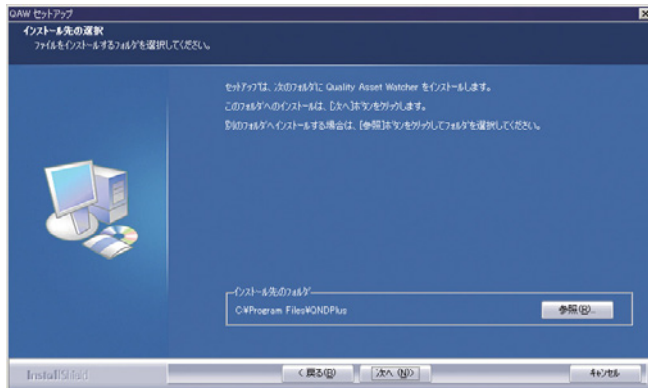 QAW セットアップ
インストール先の選択
ファイルをインストールするフォルダを選択してください。
セットアップは、次のフォルダに Quality Asset Watcher をインストールします。
このフォルダへのインストールは、[次へ]ボタンをクリックします。
別のフォルダへインストールする場合は、[参照]ボタンをクリックしてフォルダを選択してください。
インストール先のフォルダ
C:¥Program Files¥QNDPlus
参照(R)...
InstallShield
< 戻る(B)
次へ (N)>
キャンセル